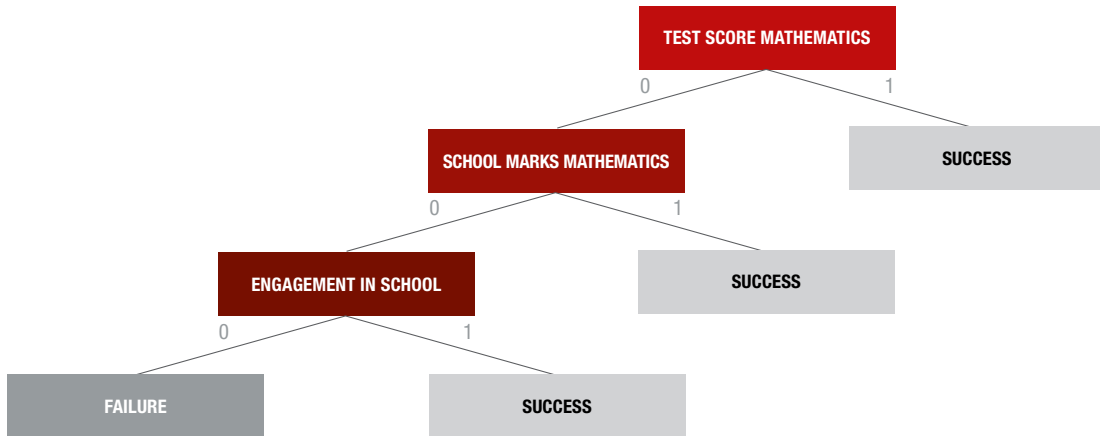 TEST SCORE MATHEMATICS
0
1
SCHOOL MARKS MATHEMATICS
SUCCESS
0
1
ENGAGEMENT IN SCHOOL
SUCCESS
0
1
FAILURE
SUCCESS